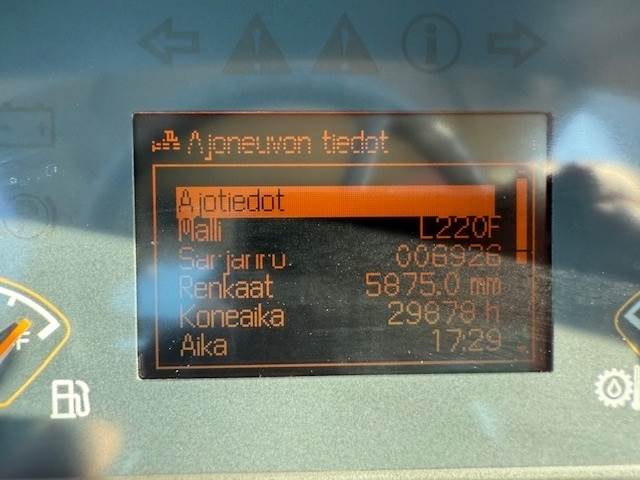 Ajoneuvon tiedot
Ajotiedot
Malli L220F
Sarjanro 006926
Renkaat 5875.0 mm
Koneaika 29678 h
Aika 17:29
F